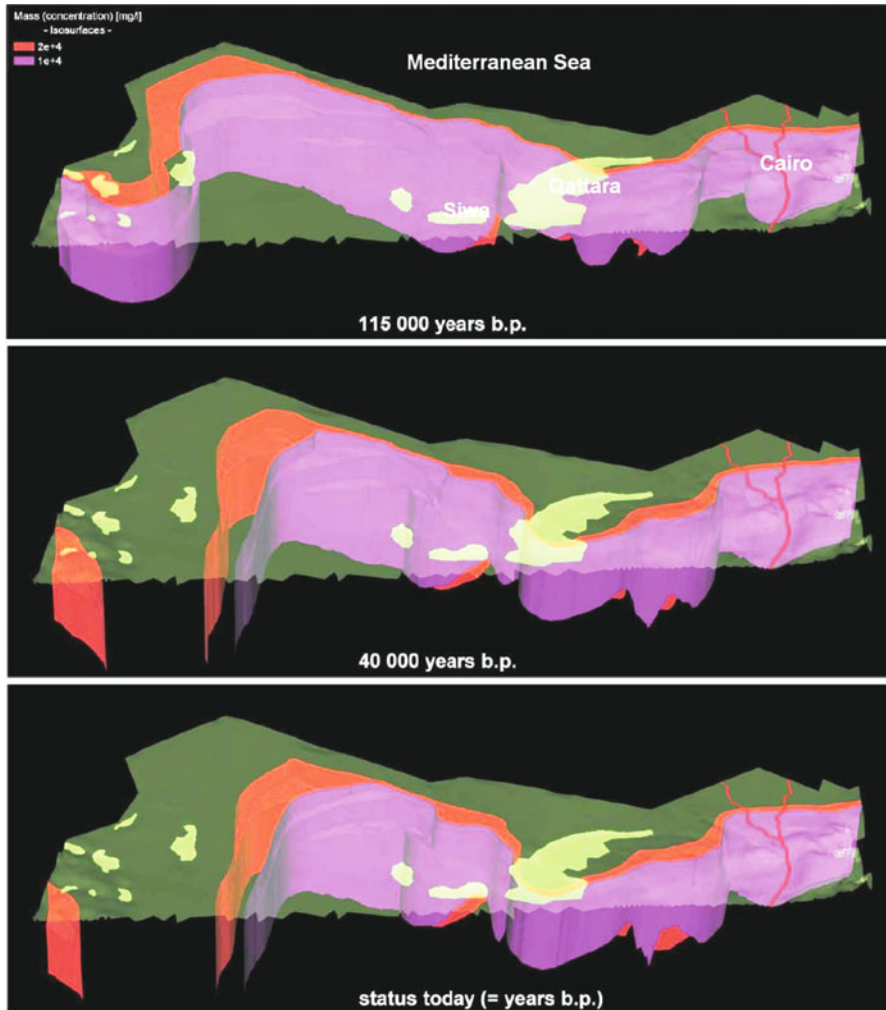 Mass (concentration) [mg/l]
- Isosurfaces -
2e+4
1e+4
Mediterranean Sea
Cairo
Qattara
Siwa
115 000 years b.p.
40 000 years b.p.
status today (= years b.p.)